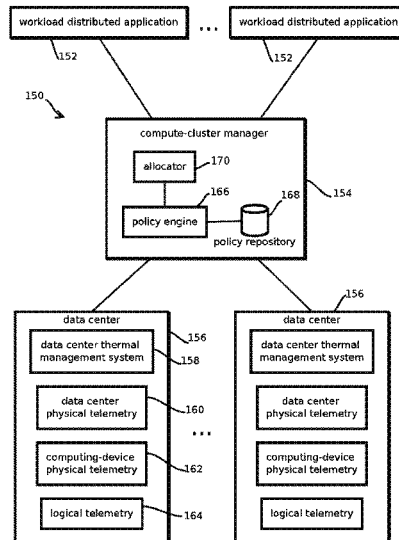 workload distributed application ... workload distributed application
152 152
150
compute-cluster manager
allocator 170
166 168 154
policy engine
policy repository
156
data center data center
data center thermal management system 156 data center thermal management system
158
data center physical telemetry 160 data center physical telemetry
...
computing-device physical telemetry 162 computing-device physical telemetry
logical telemetry 164 logical telemetry